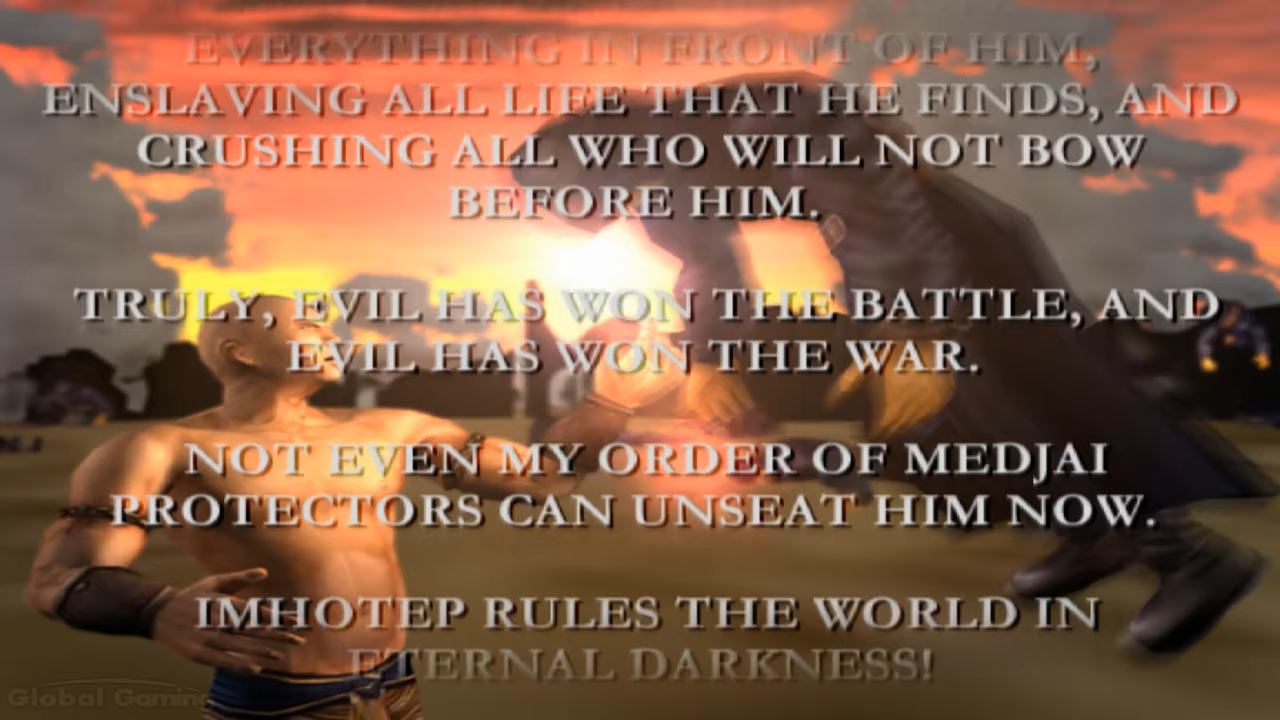 EVERYTHING IN FRONT OF HIM,
ENSLAVING ALL LIFE THAT HE FINDS, AND
CRUSHING ALL WHO WILL NOT BOW
BEFORE HIM.
TRULY, EVIL HAS WON THE BATTLE, AND
EVIL HAS WON THE WAR.
NOT EVEN MY ORDER OF MEDJAI
PROTECTORS CAN UNSEAT HIM NOW.
IMHOTEP RULES THE WORLD IN
ETERNAL DARKNESS!
Global Gaming